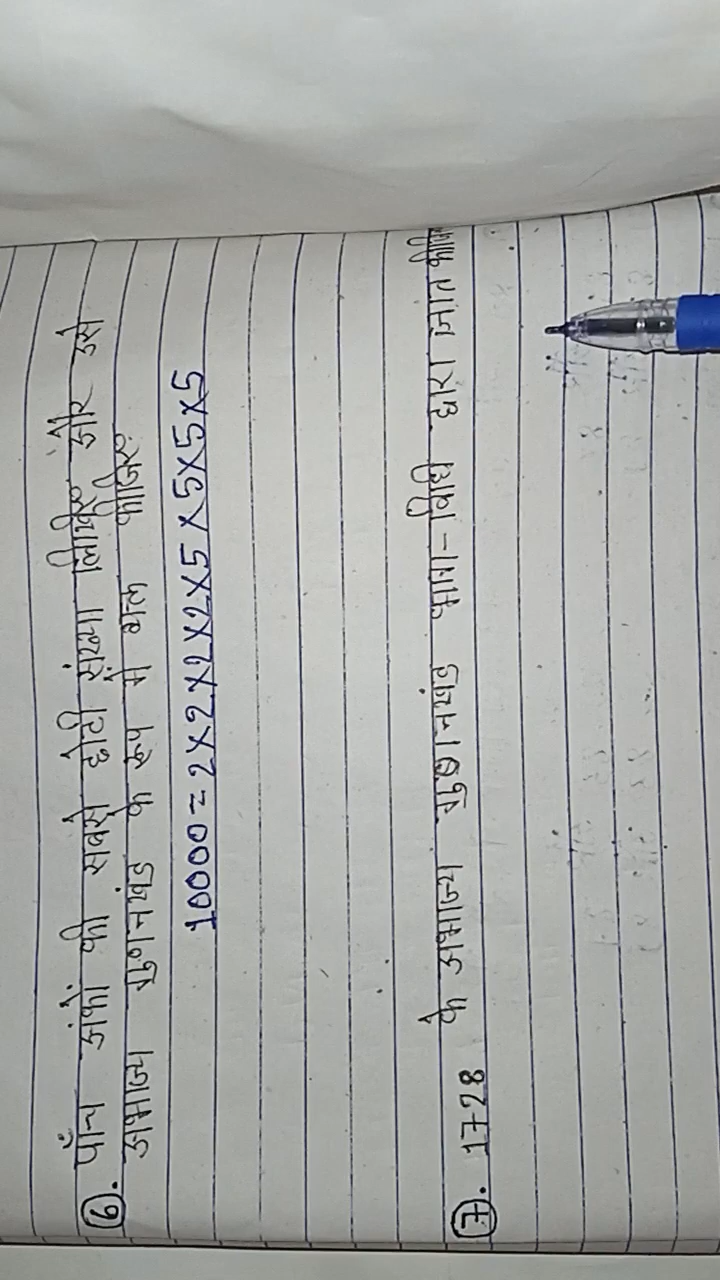 6. पाँच अंकों की सबसे छोटी संख्या लिखिए और उसे
अभाज्य गुणनखंड के रूप में व्यक्त कीजिए
10000=2×2×2×2×5×5×5×5
7. 1728 के अभाज्य गुणनखंड भाग-विधि द्वारा ज्ञात